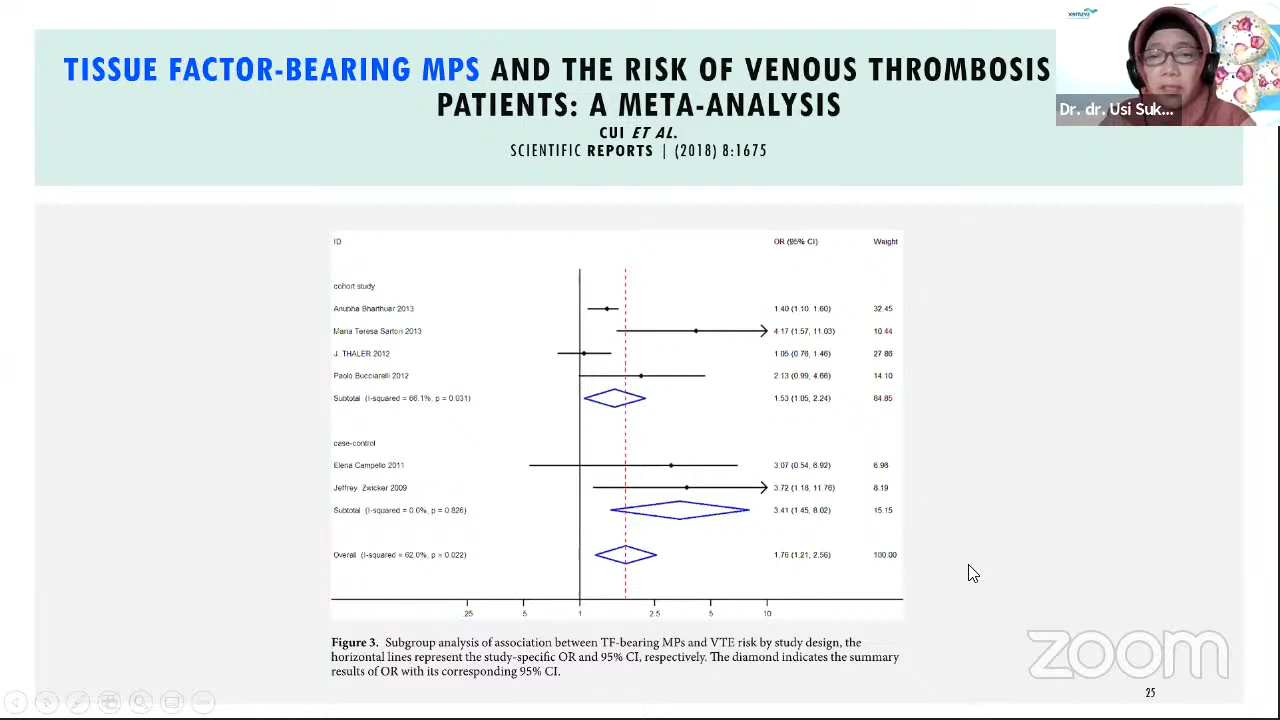 TISSUE FACTOR-BEARING MPS AND THE RISK OF VENOUS THROMBOSIS
PATIENTS: A META-ANALYSIS
CUI ET AL.
SCIENTIFIC REPORTS | (2018) 8:1675
Dr. dr. Usi Suk...
ID OR (95% CI) Weight
cohort study
Anubha Bharthuar 2013 1.40 (1.10, 1.60) 32.45
Maria Teresa Sartori 2013 4.17 (1.57, 11.03) 10.44
J. THALER 2012 1.05 (0.76, 1.46) 27.86
Paolo Bucciarelli 2012 2.13 (0.99, 4.66) 14.10
Subtotal (I-squared = 66.1%, p = 0.031) 1.53 (1.05, 2.24) 84.85
case-control
Elena Campello 2011 3.07 (0.54, 6.92) 6.96
Jeffrey. Zwicker 2009 3.72 (1.18, 11.76) 8.19
Subtotal (I-squared = 0.0%, p = 0.826) 3.41 (1.45, 8.02) 15.15
Overall (I-squared = 62.0%, p = 0.022) 1.76 (1.21, 2.56) 100.00
.25 .5 1 2.5 5 10
Figure 3. Subgroup analysis of association between TF-bearing MPs and VTE risk by study design, the
horizontal lines represent the study-specific OR and 95% CI, respectively. The diamond indicates the summary
results of OR with its corresponding 95% CI.
zoom
25